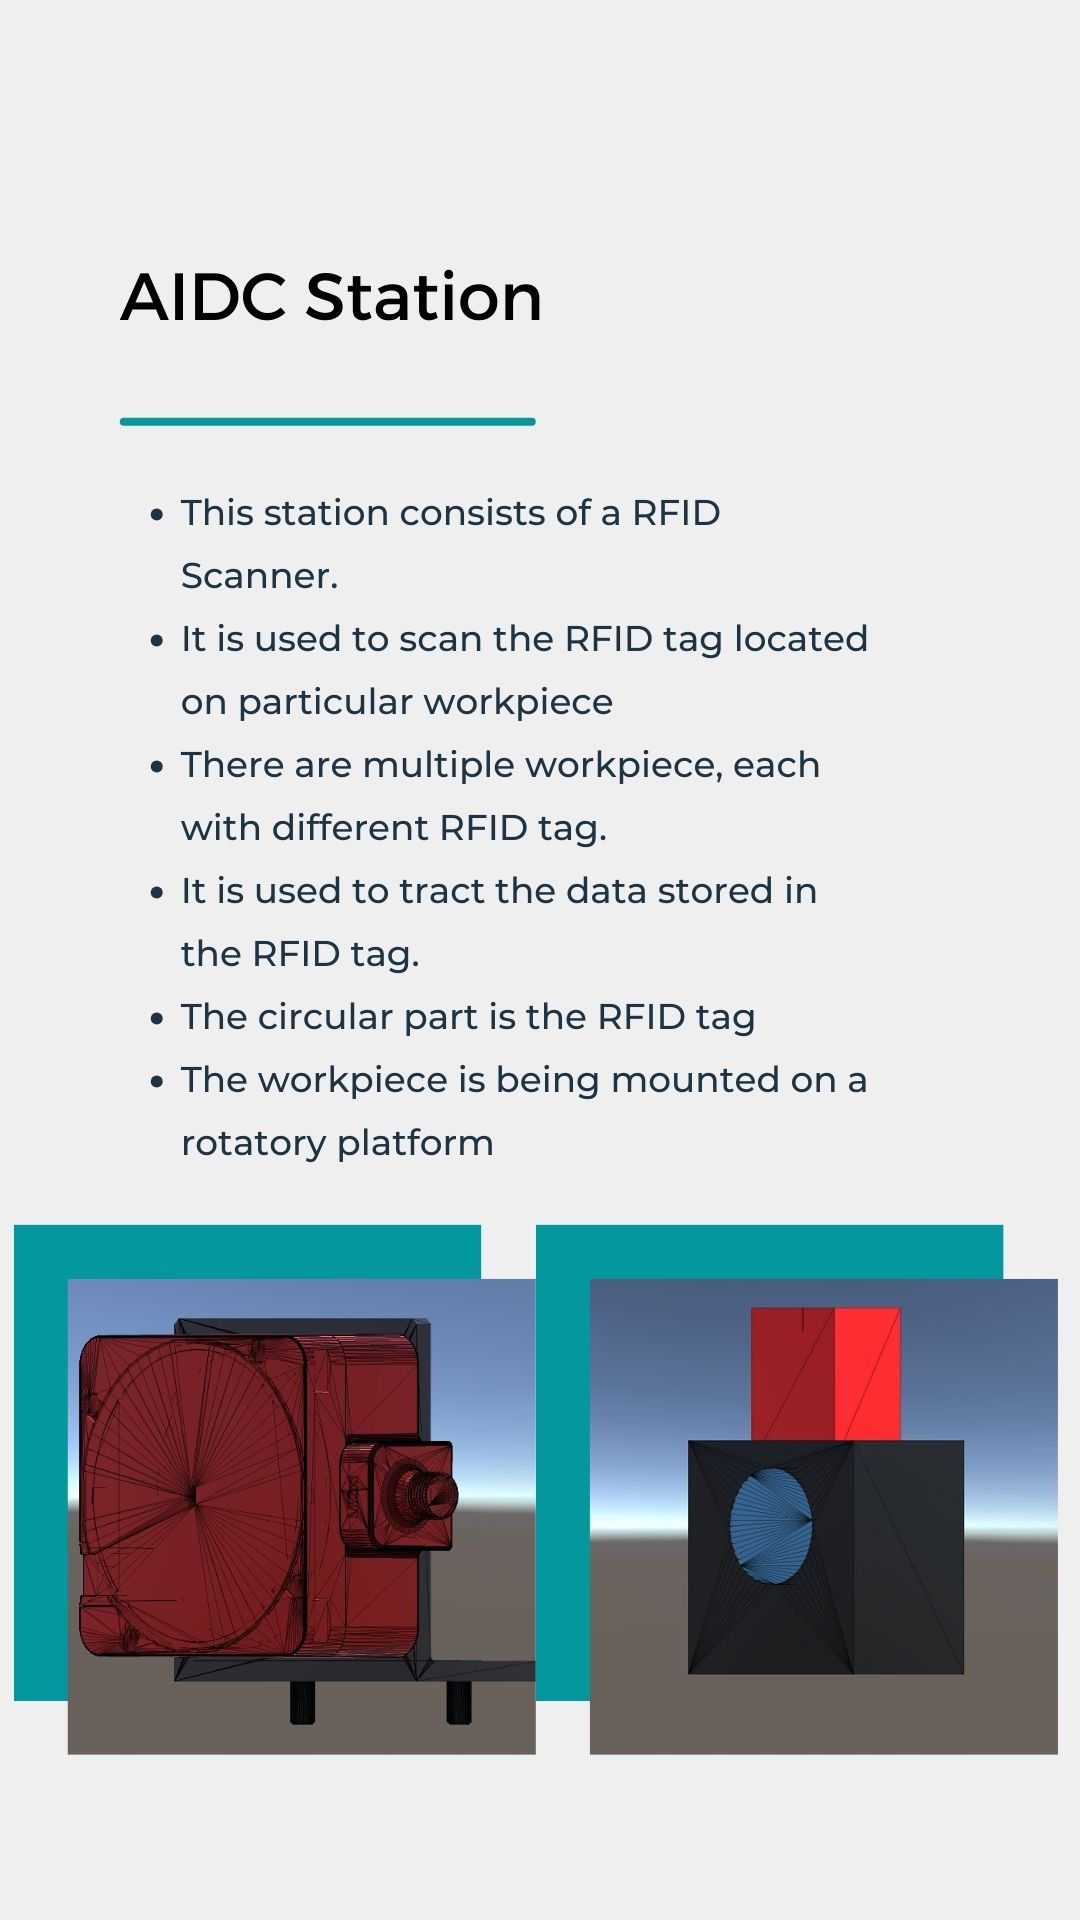 AIDC Station
• This station consists of a RFID
Scanner.
• It is used to scan the RFID tag located
on particular workpiece
• There are multiple workpiece, each
with different RFID tag.
• It is used to tract the data stored in
the RFID tag.
• The circular part is the RFID tag
• The workpiece is being mounted on a
rotatory platform